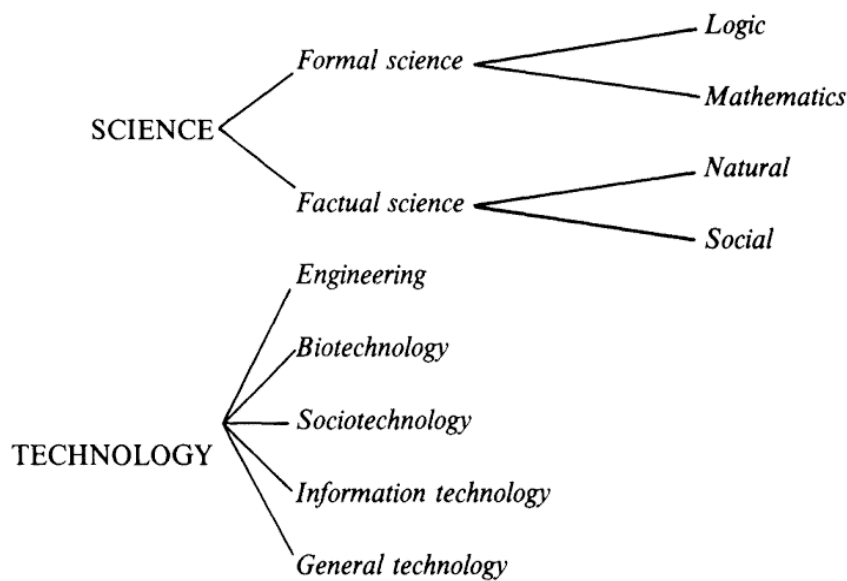 Logic
Formal science
Mathematics
SCIENCE
Natural
Factual science
Social
Engineering
Biotechnology
Sociotechnology
TECHNOLOGY
Information technology
General technology